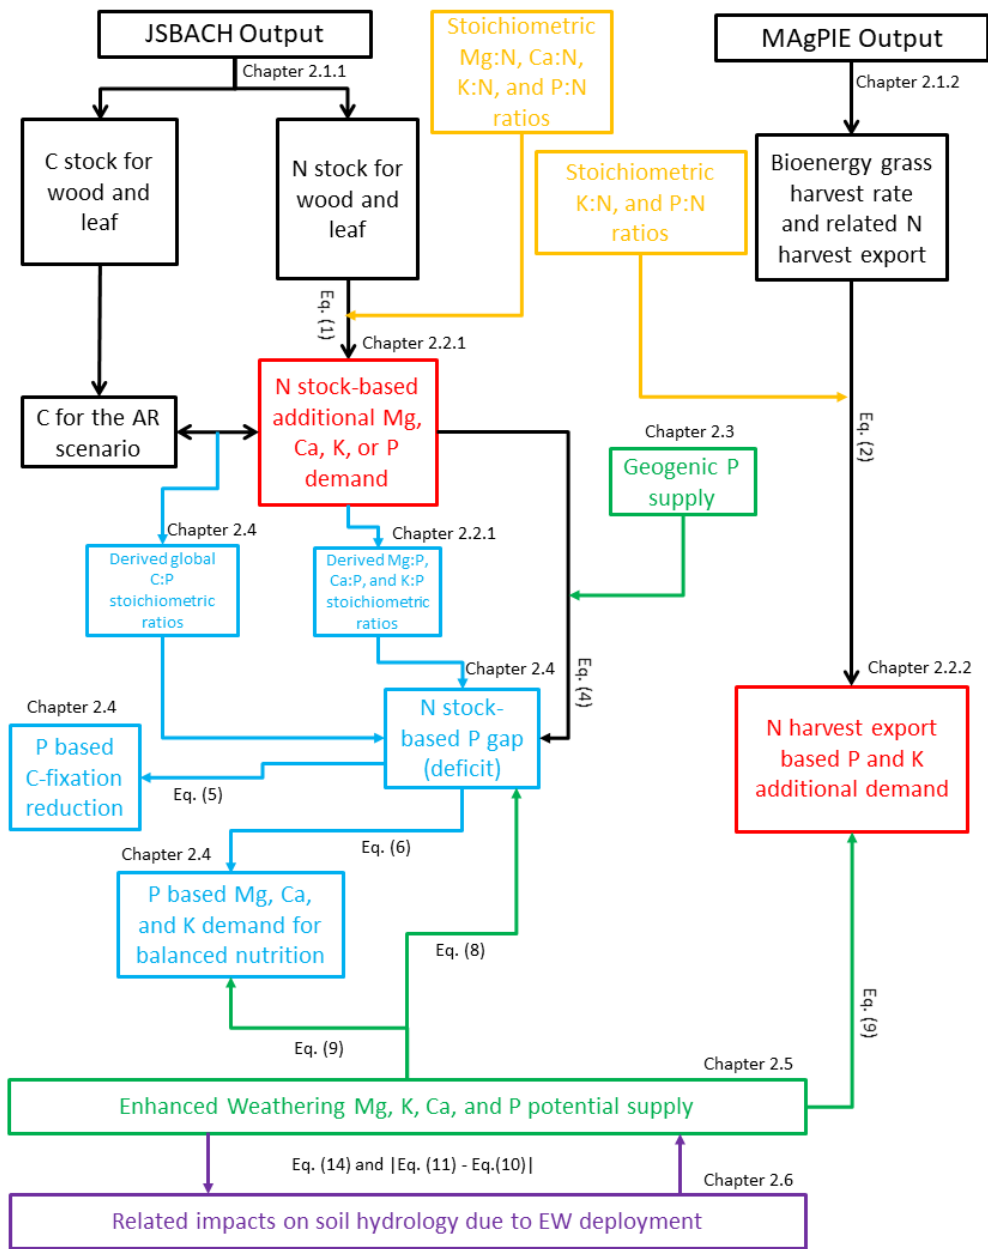 JSBACH Output
Chapter 2.1.1
Stoichiometric
Mg:N, Ca:N,
K:N, and P:N
ratios
MAgPIE Output
Chapter 2.1.2
C stock for
wood and
leaf
N stock for
wood and
leaf
Stoichiometric
K:N, and P:N
ratios
Bioenergy grass
harvest rate
and related N
harvest export
Eq. (1)
Chapter 2.2.1
C for the AR
scenario
N stock-based
additional Mg,
Ca, K, or P
demand
Chapter 2.3
Geogenic P
supply
Eq. (2)
Chapter 2.4
Derived global
C:P
stoichiometric
ratios
Chapter 2.2.1
Derived Mg:P,
Ca:P, and K:P
stoichiometric
ratios
Eq. (4)
Chapter 2.4
N stock-
based P gap
(deficit)
Chapter 2.2.2
N harvest export
based P and K
additional demand
Chapter 2.4
P based
C-fixation
reduction
Eq. (5)
Eq. (6)
Chapter 2.4
P based Mg, Ca,
and K demand for
balanced nutrition
Eq. (8)
Eq. (9)
Eq. (9)
Chapter 2.5
Enhanced Weathering Mg, K, Ca, and P potential supply
Eq. (14) and |Eq. (11) - Eq.(10)|
Chapter 2.6
Related impacts on soil hydrology due to EW deployment